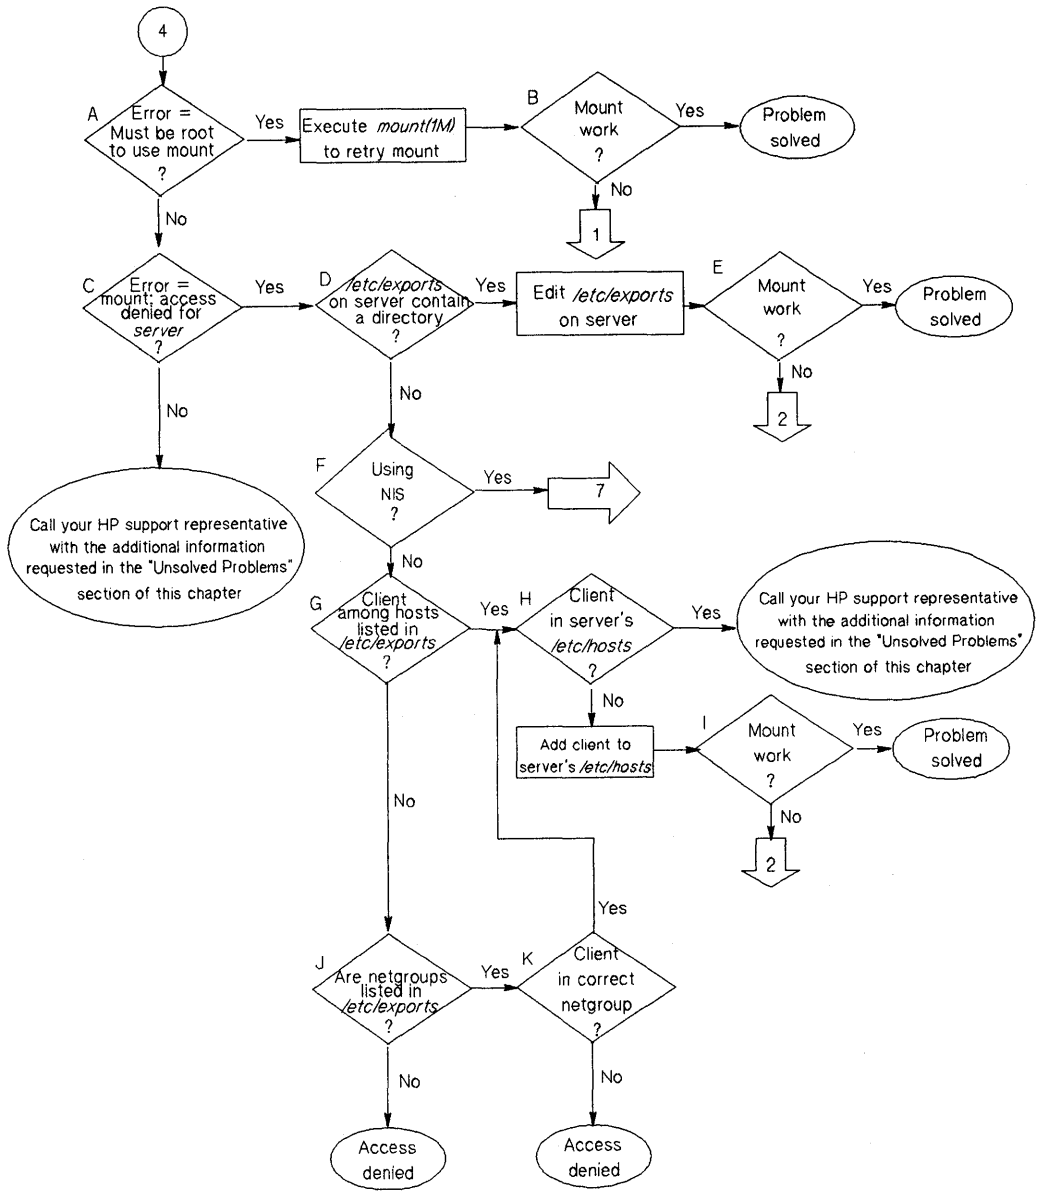 4
A
Error =
Must be root
to use mount
?
Yes
Execute mount(1M)
to retry mount
B
Mount
work
?
Yes
Problem
solved
No
1
No
C
Error =
mount: access
denied for
server
?
Yes
D
/etc/exports
on server contain
a directory
?
Yes
Edit /etc/exports
on server
E
Mount
work
?
Yes
Problem
solved
No
2
No
Call your HP support representative
with the additional information
requested in the "Unsolved Problems"
section of this chapter
No
F
Using
NIS
?
Yes
7
No
G
Client
among hosts
listed in
/etc/exports
?
Yes
H
Client
in server's
/etc/hosts
?
Yes
Call your HP support representative
with the additional information
requested in the "Unsolved Problems"
section of this chapter
No
Add client to
server's /etc/hosts
I
Mount
work
?
Yes
Problem
solved
No
2
No
J
Are netgroups
listed in
/etc/exports
?
Yes
K
Client
in correct
netgroup
?
Yes
No
Access
denied
No
Access
denied